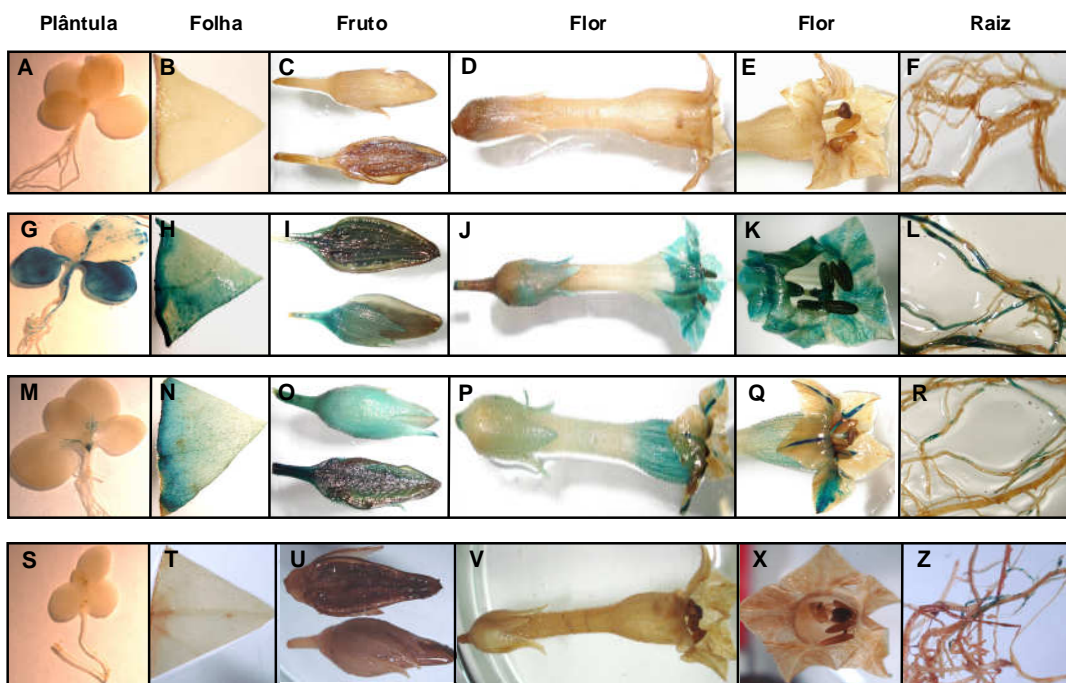 Plântula Folha Fruto Flor Flor Raiz
A B C D E F
G H I J K L
M N O P Q R
S T U V X Z